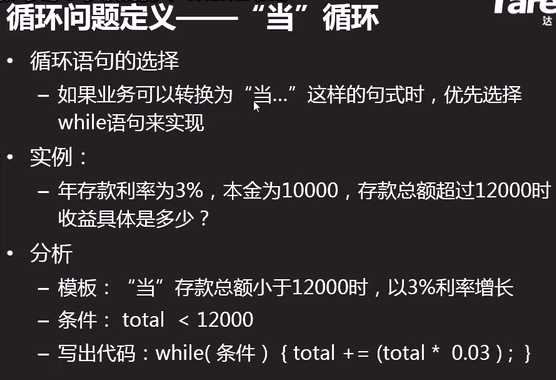 循环问题定义——“当”循环
• 循环语句的选择
– 如果业务可以转换为“当...”这样的句式时，优先选择
while语句来实现
• 实例：
– 年存款利率为3%，本金为10000，存款总额超过12000时
收益具体是多少？
• 分析
– 模板：“当”存款总额小于12000时，以3%利率增长
– 条件： total < 12000
– 写出代码：while( 条件 ) { total += (total * 0.03 ) ; }
达